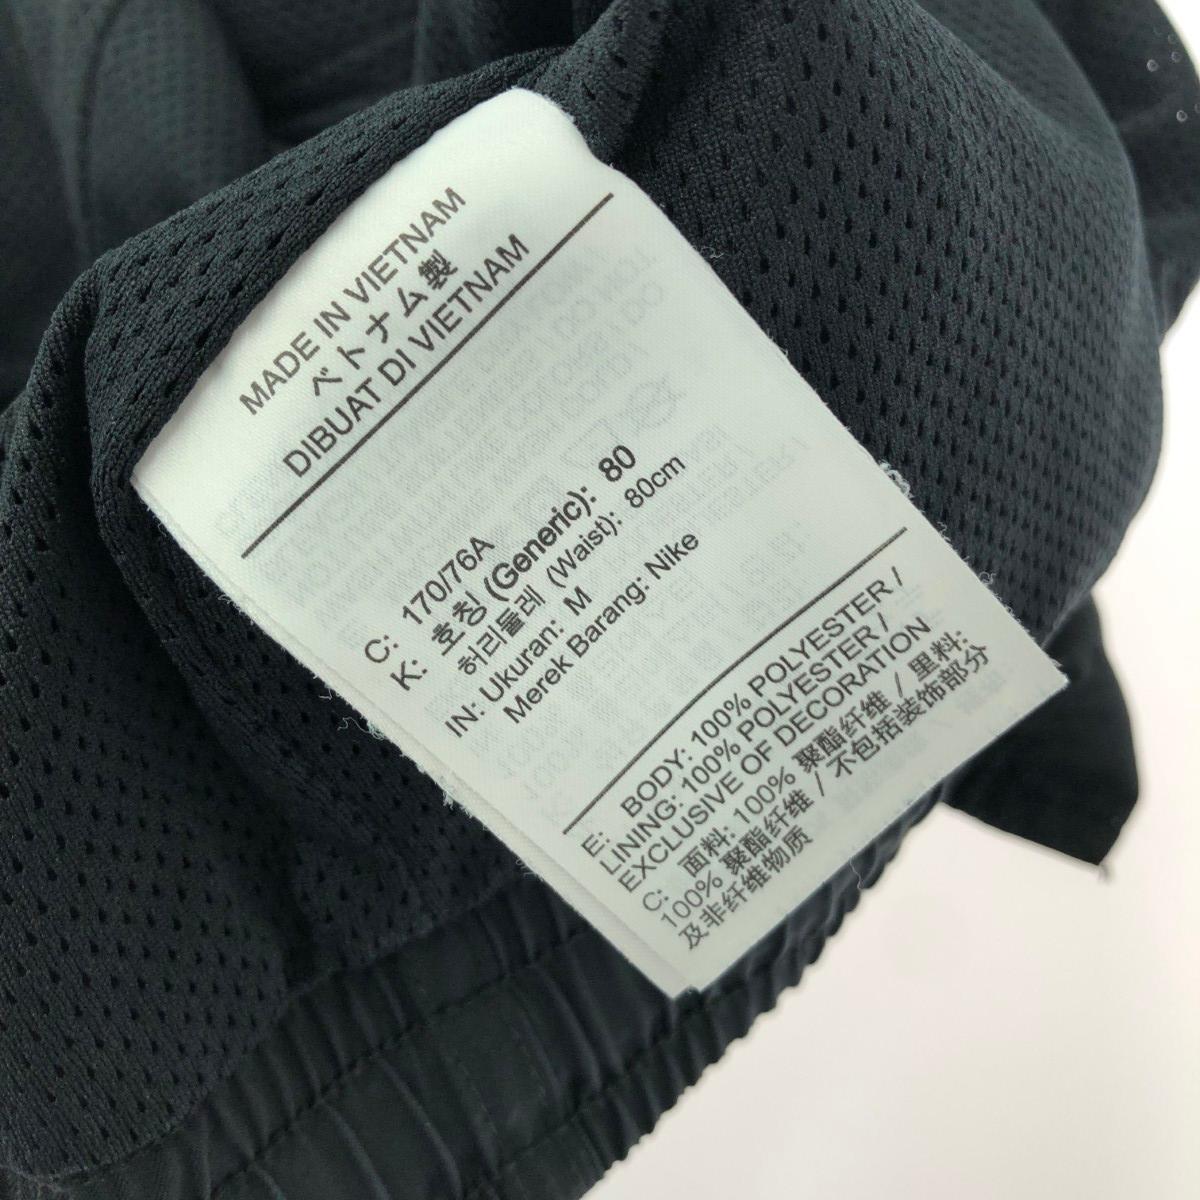 MADE IN VIETNAM
ベトナム製
DIBUAT DI VIETNAM
C: 170/76A
K: 호칭 (Generic): 80
허리둘레 (Waist): 80cm
IN: Ukuran: M
Merek Barang: Nike
E: BODY: 100% POLYESTER /
LINING: 100% POLYESTER /
EXCLUSIVE OF DECORATION
C: 面料: 100% 聚酯纤维 / 里料:
100% 聚酯纤维 / 不包括装饰部分
及非纤维物质